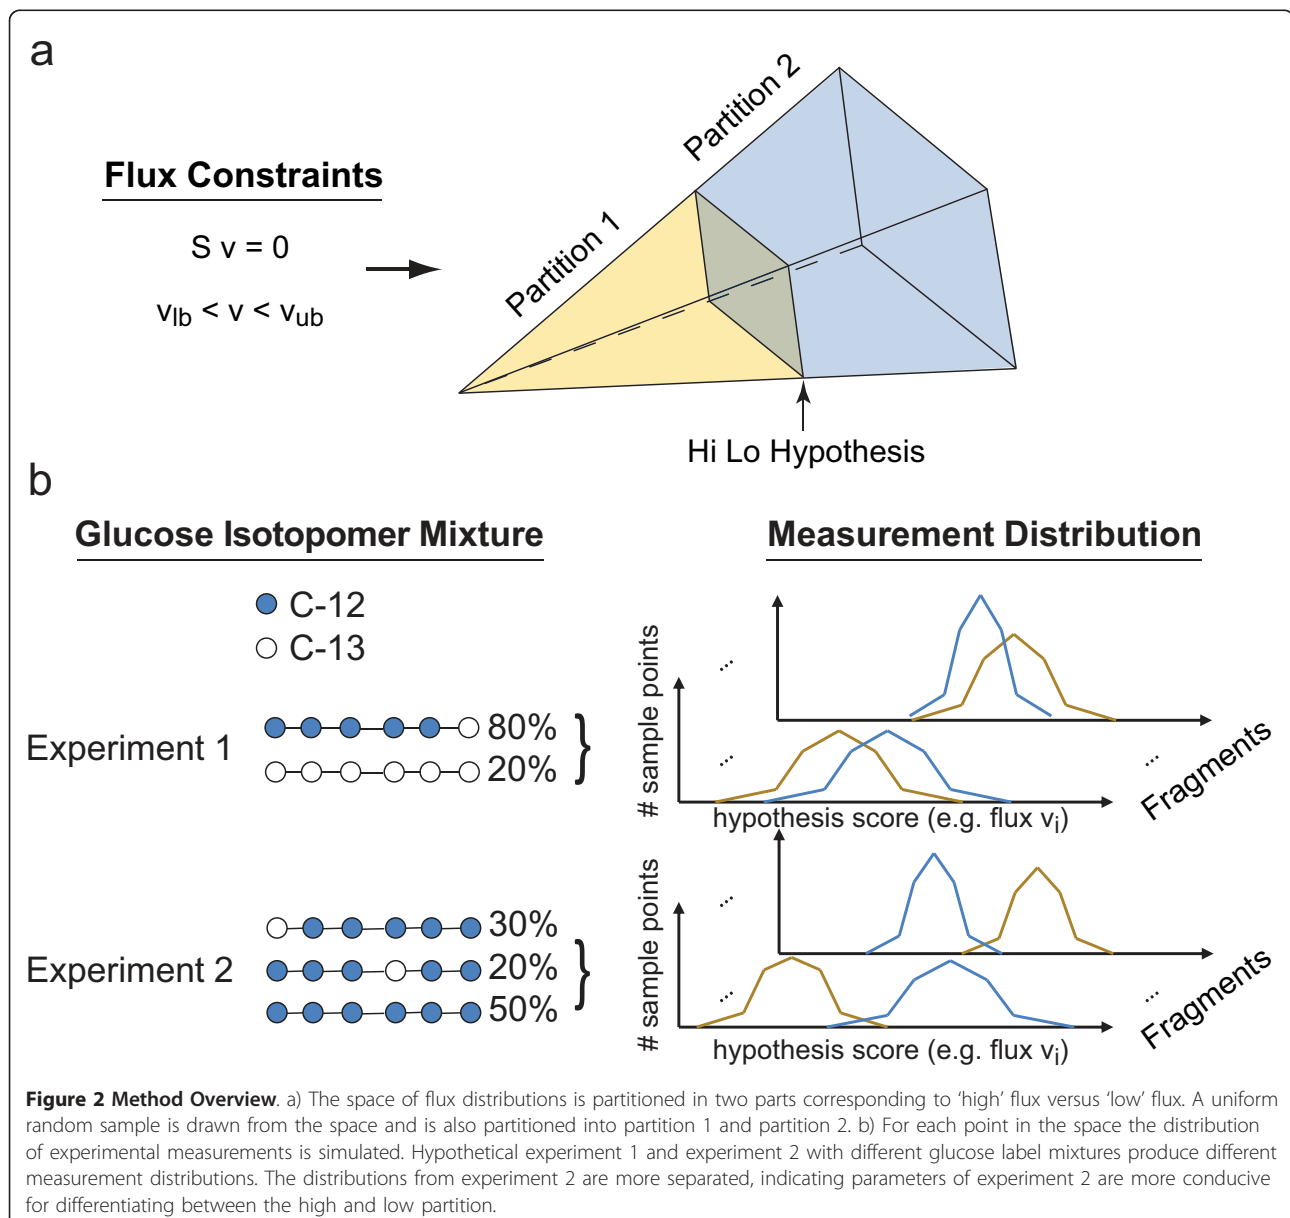 a
Flux Constraints
S v = 0
v_lb < v < v_ub
Partition 1
Partition 2
Hi Lo Hypothesis
b
Glucose Isotopomer Mixture
C-12
C-13
Experiment 1
80%
20%
}
Experiment 2
30%
20%
50%
}
Measurement Distribution
# sample points
...
...
...
hypothesis score (e.g. flux v_i)
Fragments
# sample points
...
...
...
hypothesis score (e.g. flux v_i)
Fragments
Figure 2 Method Overview. a) The space of flux distributions is partitioned in two parts corresponding to ‘high’ flux versus ‘low’ flux. A uniform
random sample is drawn from the space and is also partitioned into partition 1 and partition 2. b) For each point in the space the distribution
of experimental measurements is simulated. Hypothetical experiment 1 and experiment 2 with different glucose label mixtures produce different
measurement distributions. The distributions from experiment 2 are more separated, indicating parameters of experiment 2 are more conducive
for differentiating between the high and low partition.